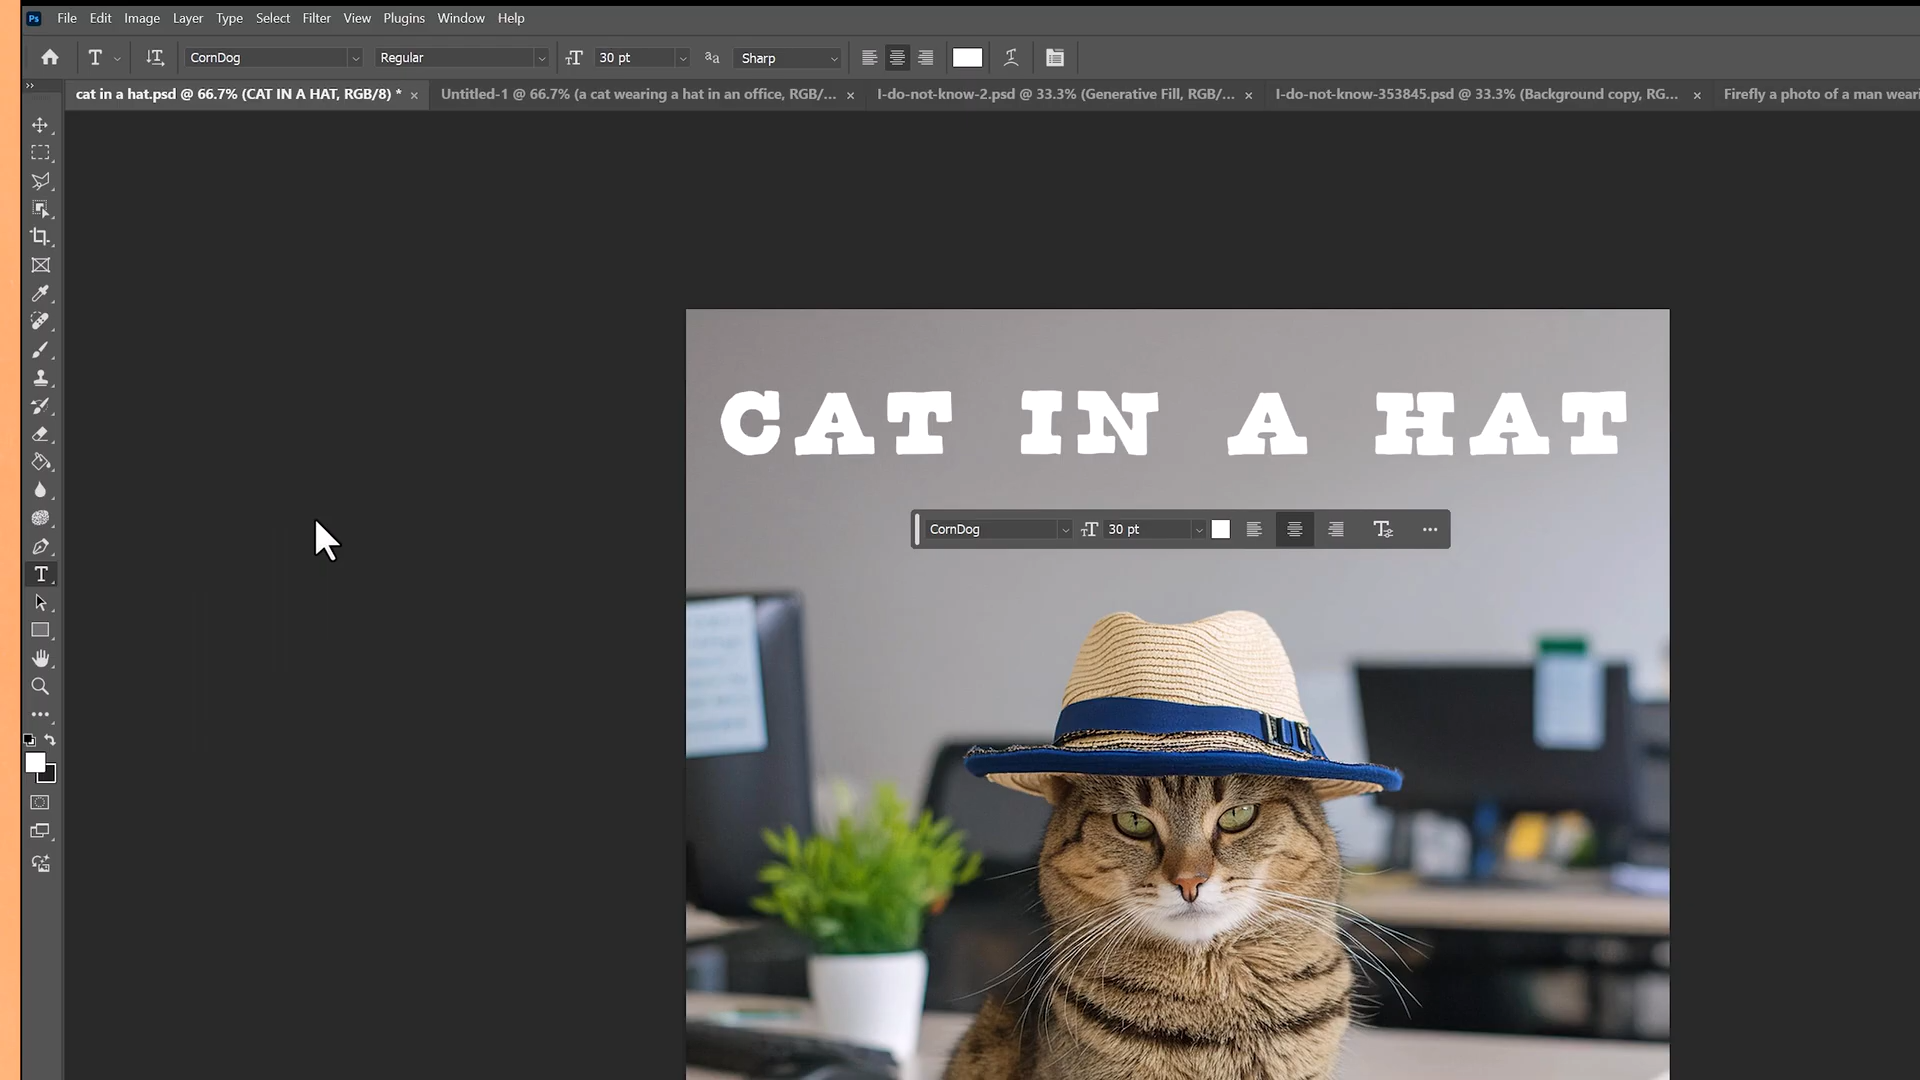 Ps File Edit Image Layer Type Select Filter View Plugins Window Help
CornDog Regular 30 pt aa Sharp
cat in a hat.psd @ 66.7% (CAT IN A HAT, RGB/8) * × Untitled-1 @ 66.7% (a cat wearing a hat in an office, RGB/... × I-do-not-know-2.psd @ 33.3% (Generative Fill, RGB/... × I-do-not-know-353845.psd @ 33.3% (Background copy, RG... × Firefly a photo of a man weari
CAT IN A HAT
CornDog 30 pt